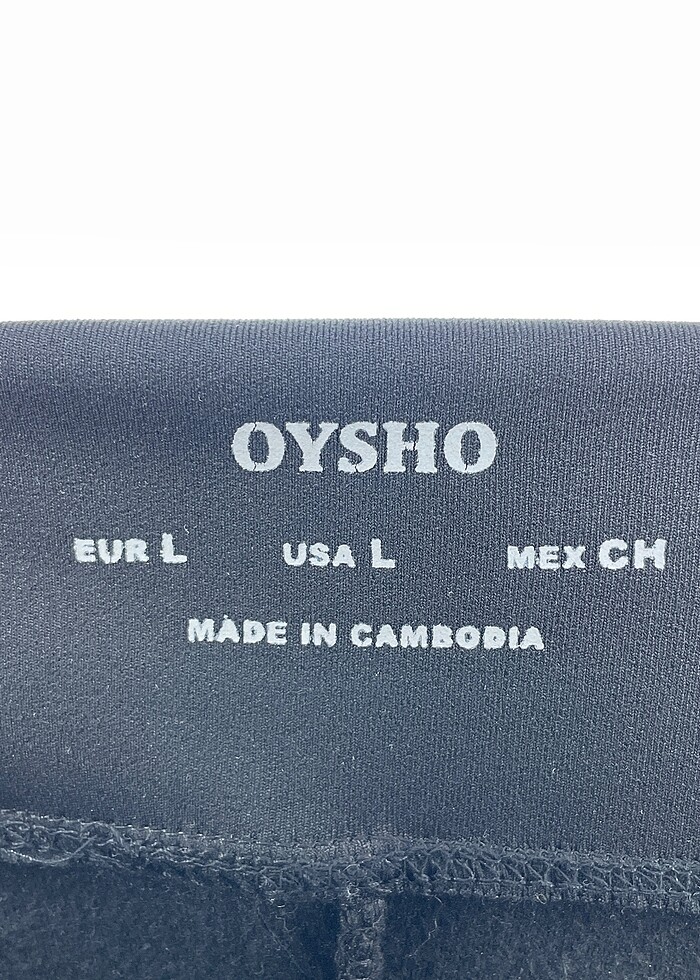 OYSHO
EUR L USA L MEX CH
MADE IN CAMBODIA